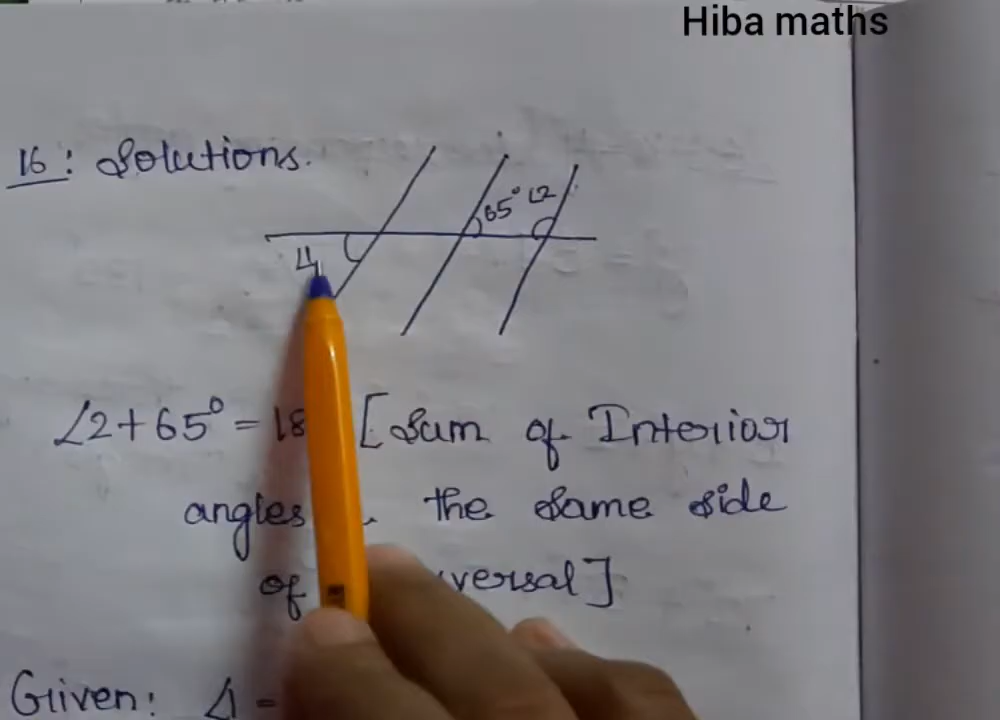 Hiba maths
16: Solutions.
65° ∠2
∠2+65°=18 [Sum of Interior
angles the same side
of versal]
Given: ∠1 =